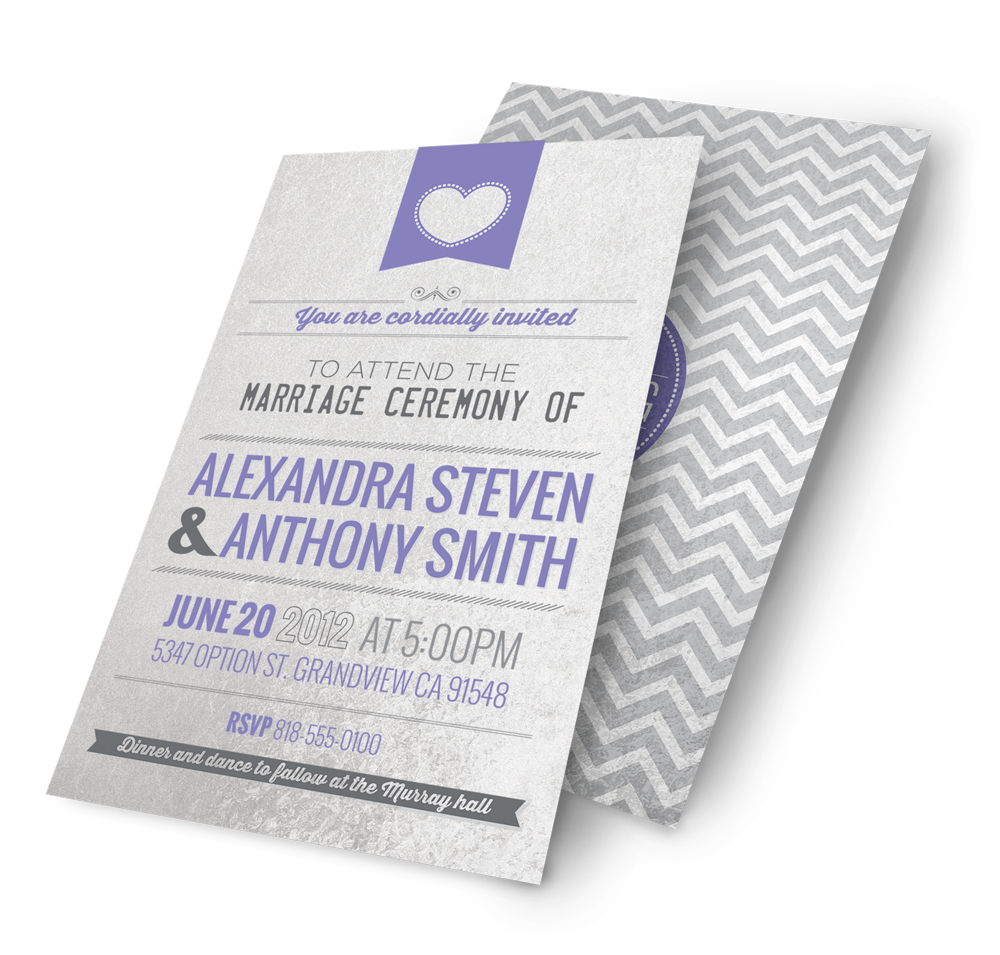 You are cordially invited
TO ATTEND THE
MARRIAGE CEREMONY OF
ALEXANDRA STEVEN
& ANTHONY SMITH
JUNE 20 2012 AT 5:00PM
5347 OPTION ST. GRANDVIEW CA 91548
RSVP 818-555-0100
Dinner and dance to fallow at the Murray hall